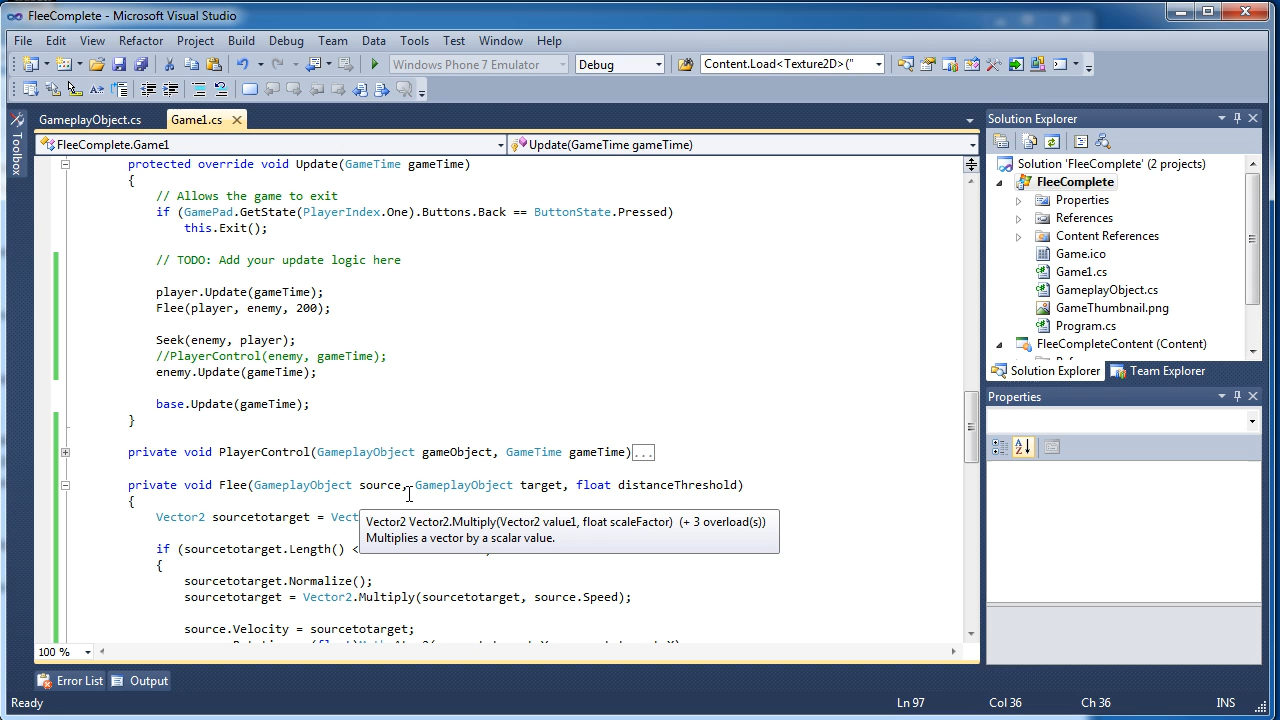 FleeComplete - Microsoft Visual Studio
File Edit View Refactor Project Build Debug Team Data Tools Test Window Help
Windows Phone 7 Emulator Debug Content.Load<Texture2D>("
GameplayObject.cs Game1.cs
FleeComplete.Game1 Update(GameTime gameTime)
Toolbox
protected override void Update(GameTime gameTime)
{
// Allows the game to exit
if (GamePad.GetState(PlayerIndex.One).Buttons.Back == ButtonState.Pressed)
this.Exit();
// TODO: Add your update logic here
player.Update(gameTime);
Flee(player, enemy, 200);
Seek(enemy, player);
//PlayerControl(enemy, gameTime);
enemy.Update(gameTime);
base.Update(gameTime);
}
private void PlayerControl(GameplayObject gameObject, GameTime gameTime)...
private void Flee(GameplayObject source, GameplayObject target, float distanceThreshold)
{
Vector2 sourcetotarget = Vect
Vector2 Vector2.Multiply(Vector2 value1, float scaleFactor) (+ 3 overload(s))
Multiplies a vector by a scalar value.
if (sourcetotarget.Length() <
{
sourcetotarget.Normalize();
sourcetotarget = Vector2.Multiply(sourcetotarget, source.Speed);
source.Velocity = sourcetotarget;
100 %
Solution Explorer
Solution 'FleeComplete' (2 projects)
FleeComplete
Properties
References
Content References
Game.ico
Game1.cs
GameplayObject.cs
GameThumbnail.png
Program.cs
FleeCompleteContent (Content)
Solution Explorer Team Explorer
Properties
Error List Output
Ready Ln 97 Col 36 Ch 36 INS